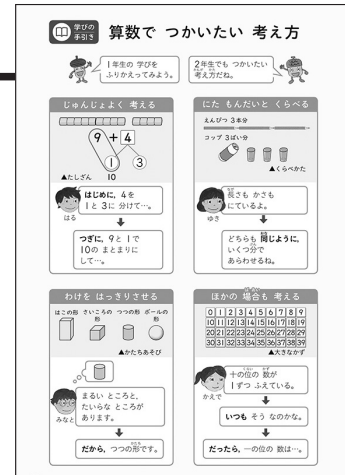 学びの手引き
算数で つかいたい 考え方
1年生の 学びを
ふりかえってみよう。
2年生でも つかいたい
考え方だね。
じゅんじょよく 考える
9 + 4
1 3
▲たしざん 10
はじめに, 4を
1と 3に 分けて…。
はる
つぎに, 9と 1で
10の まとまりに
して…。
にた もんだいと くらべる
えんぴつ 3本分
コップ 3ばい分
▲くらべかた
長さも かさも
にているよ。
ゆき
どちらも 同じように,
いくつ分で
あらわせるね。
わけを はっきりさせる
はこの形 さいころの形 つつの形 ボールの形
▲かたちあそび
まるい ところと,
たいらな ところが
あります。
みなと
だから, つつの形です。
ほかの 場合も 考える
0 1 2 3 4 5 6 7 8 9
10 11 12 13 14 15 16 17 18 19
20 21 22 23 24 25 26 27 28 29
30 31 32 33 34 35 36 37 38 39
▲大きなかず
十の位の 数が
1ずつ ふえている。
かえで
いつも そう なのかな。
だったら, 一の位の 数は…。